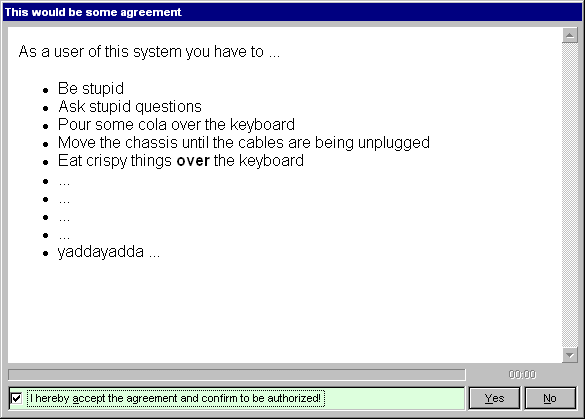 This would be some agreement
As a user of this system you have to ...
Be stupid
Ask stupid questions
Pour some cola over the keyboard
Move the chassis until the cables are being unplugged
Eat crispy things over the keyboard
...
...
...
...
yaddayadda ...
00:00
I hereby accept the agreement and confirm to be authorized! Yes No